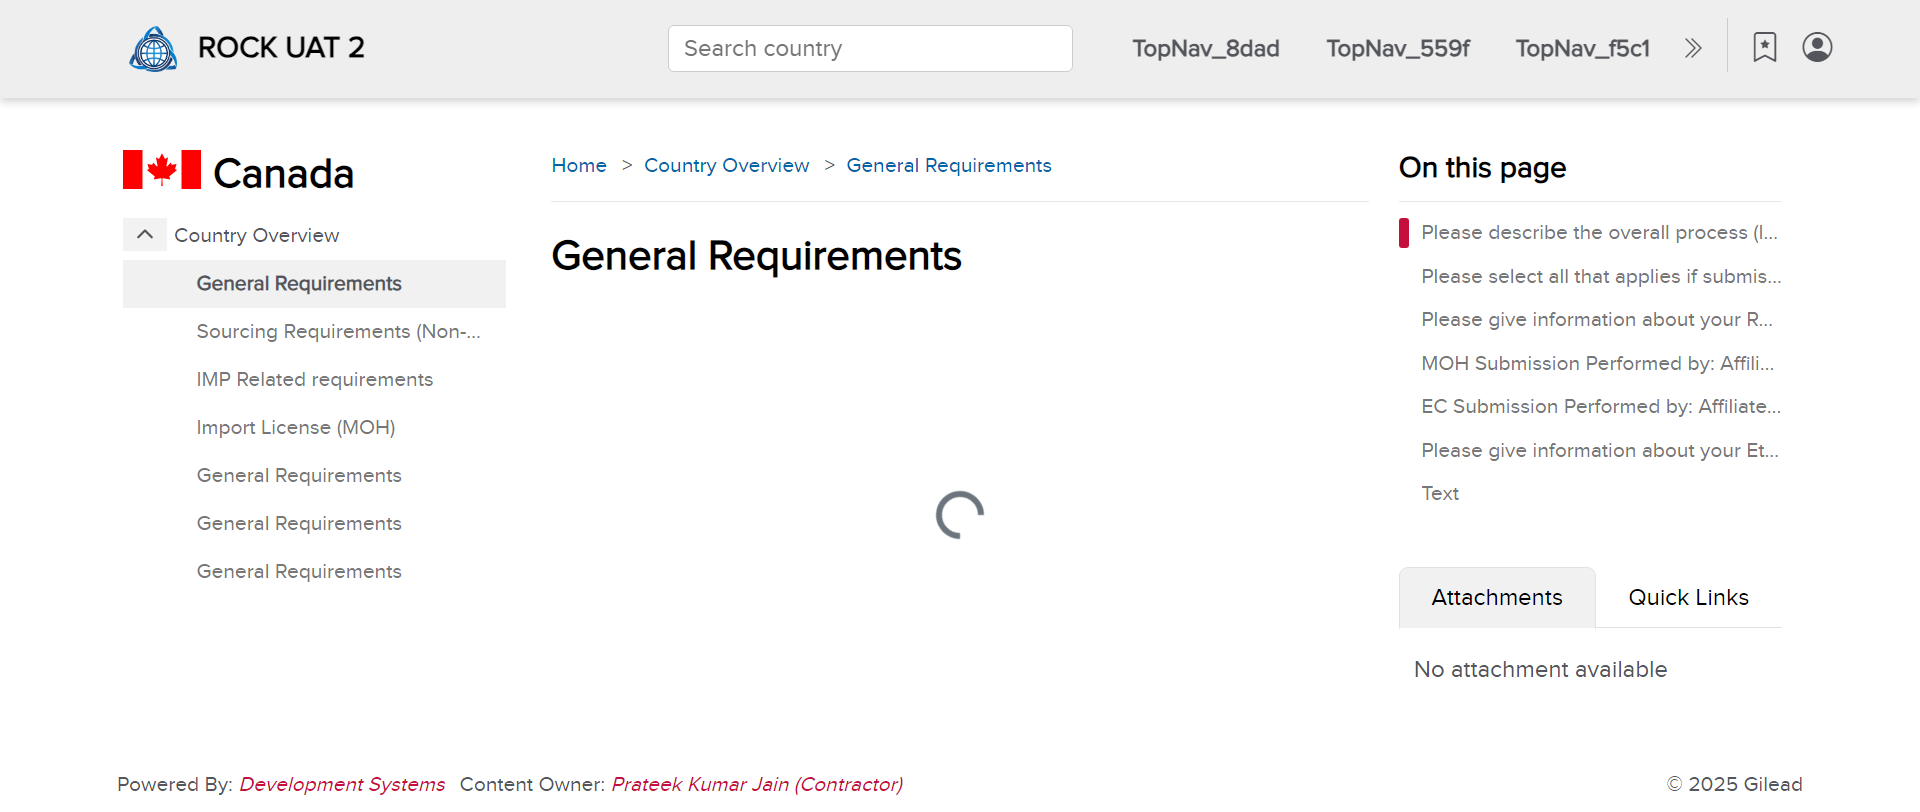 ROCK UAT 2
Search country
TopNav_8dad
TopNav_559f
TopNav_f5c1
Canada
Country Overview
General Requirements
Sourcing Requirements (Non-...
IMP Related requirements
Import License (MOH)
General Requirements
General Requirements
General Requirements
Home > Country Overview > General Requirements
General Requirements
On this page
Please describe the overall process (I...
Please select all that applies if submis...
Please give information about your R...
MOH Submission Performed by: Affili...
EC Submission Performed by: Affiliate...
Please give information about your Et...
Text
Attachments
Quick Links
No attachment available
Powered By: Development Systems Content Owner: Prateek Kumar Jain (Contractor)
© 2025 Gilead